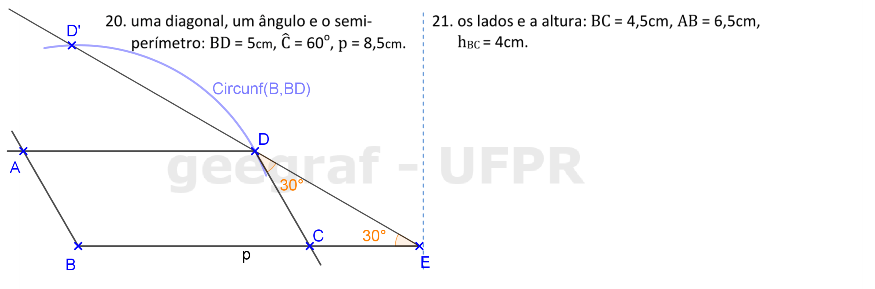 20. uma diagonal, um ângulo e o semi-
perímetro: BD = 5cm, Ĉ = 60°, p = 8,5cm.
21. os lados e a altura: BC = 4,5cm, AB = 6,5cm,
hBC = 4cm.
D'
Circunf(B,BD)
D
A
30°
C
30°
B
p
E
geegraf - UFPR